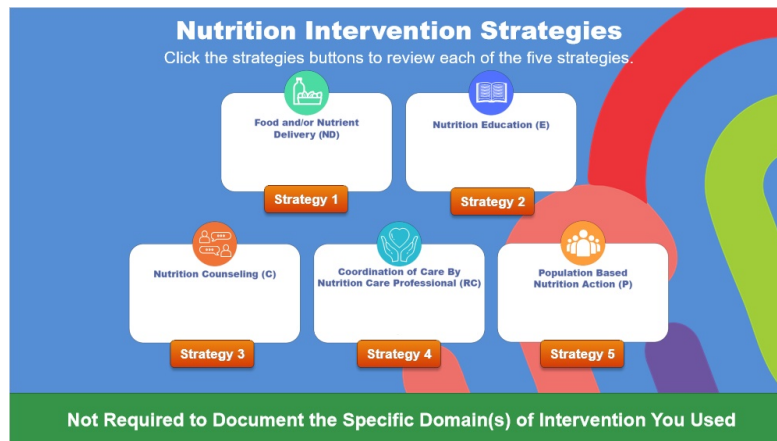 Nutrition Intervention Strategies
Click the strategies buttons to review each of the five strategies.
Food and/or Nutrient
Delivery (ND)
Strategy 1
Nutrition Education (E)
Strategy 2
Nutrition Counseling (C)
Strategy 3
Coordination of Care By
Nutrition Care Professional (RC)
Strategy 4
Population Based
Nutrition Action (P)
Strategy 5
Not Required to Document the Specific Domain(s) of Intervention You Used